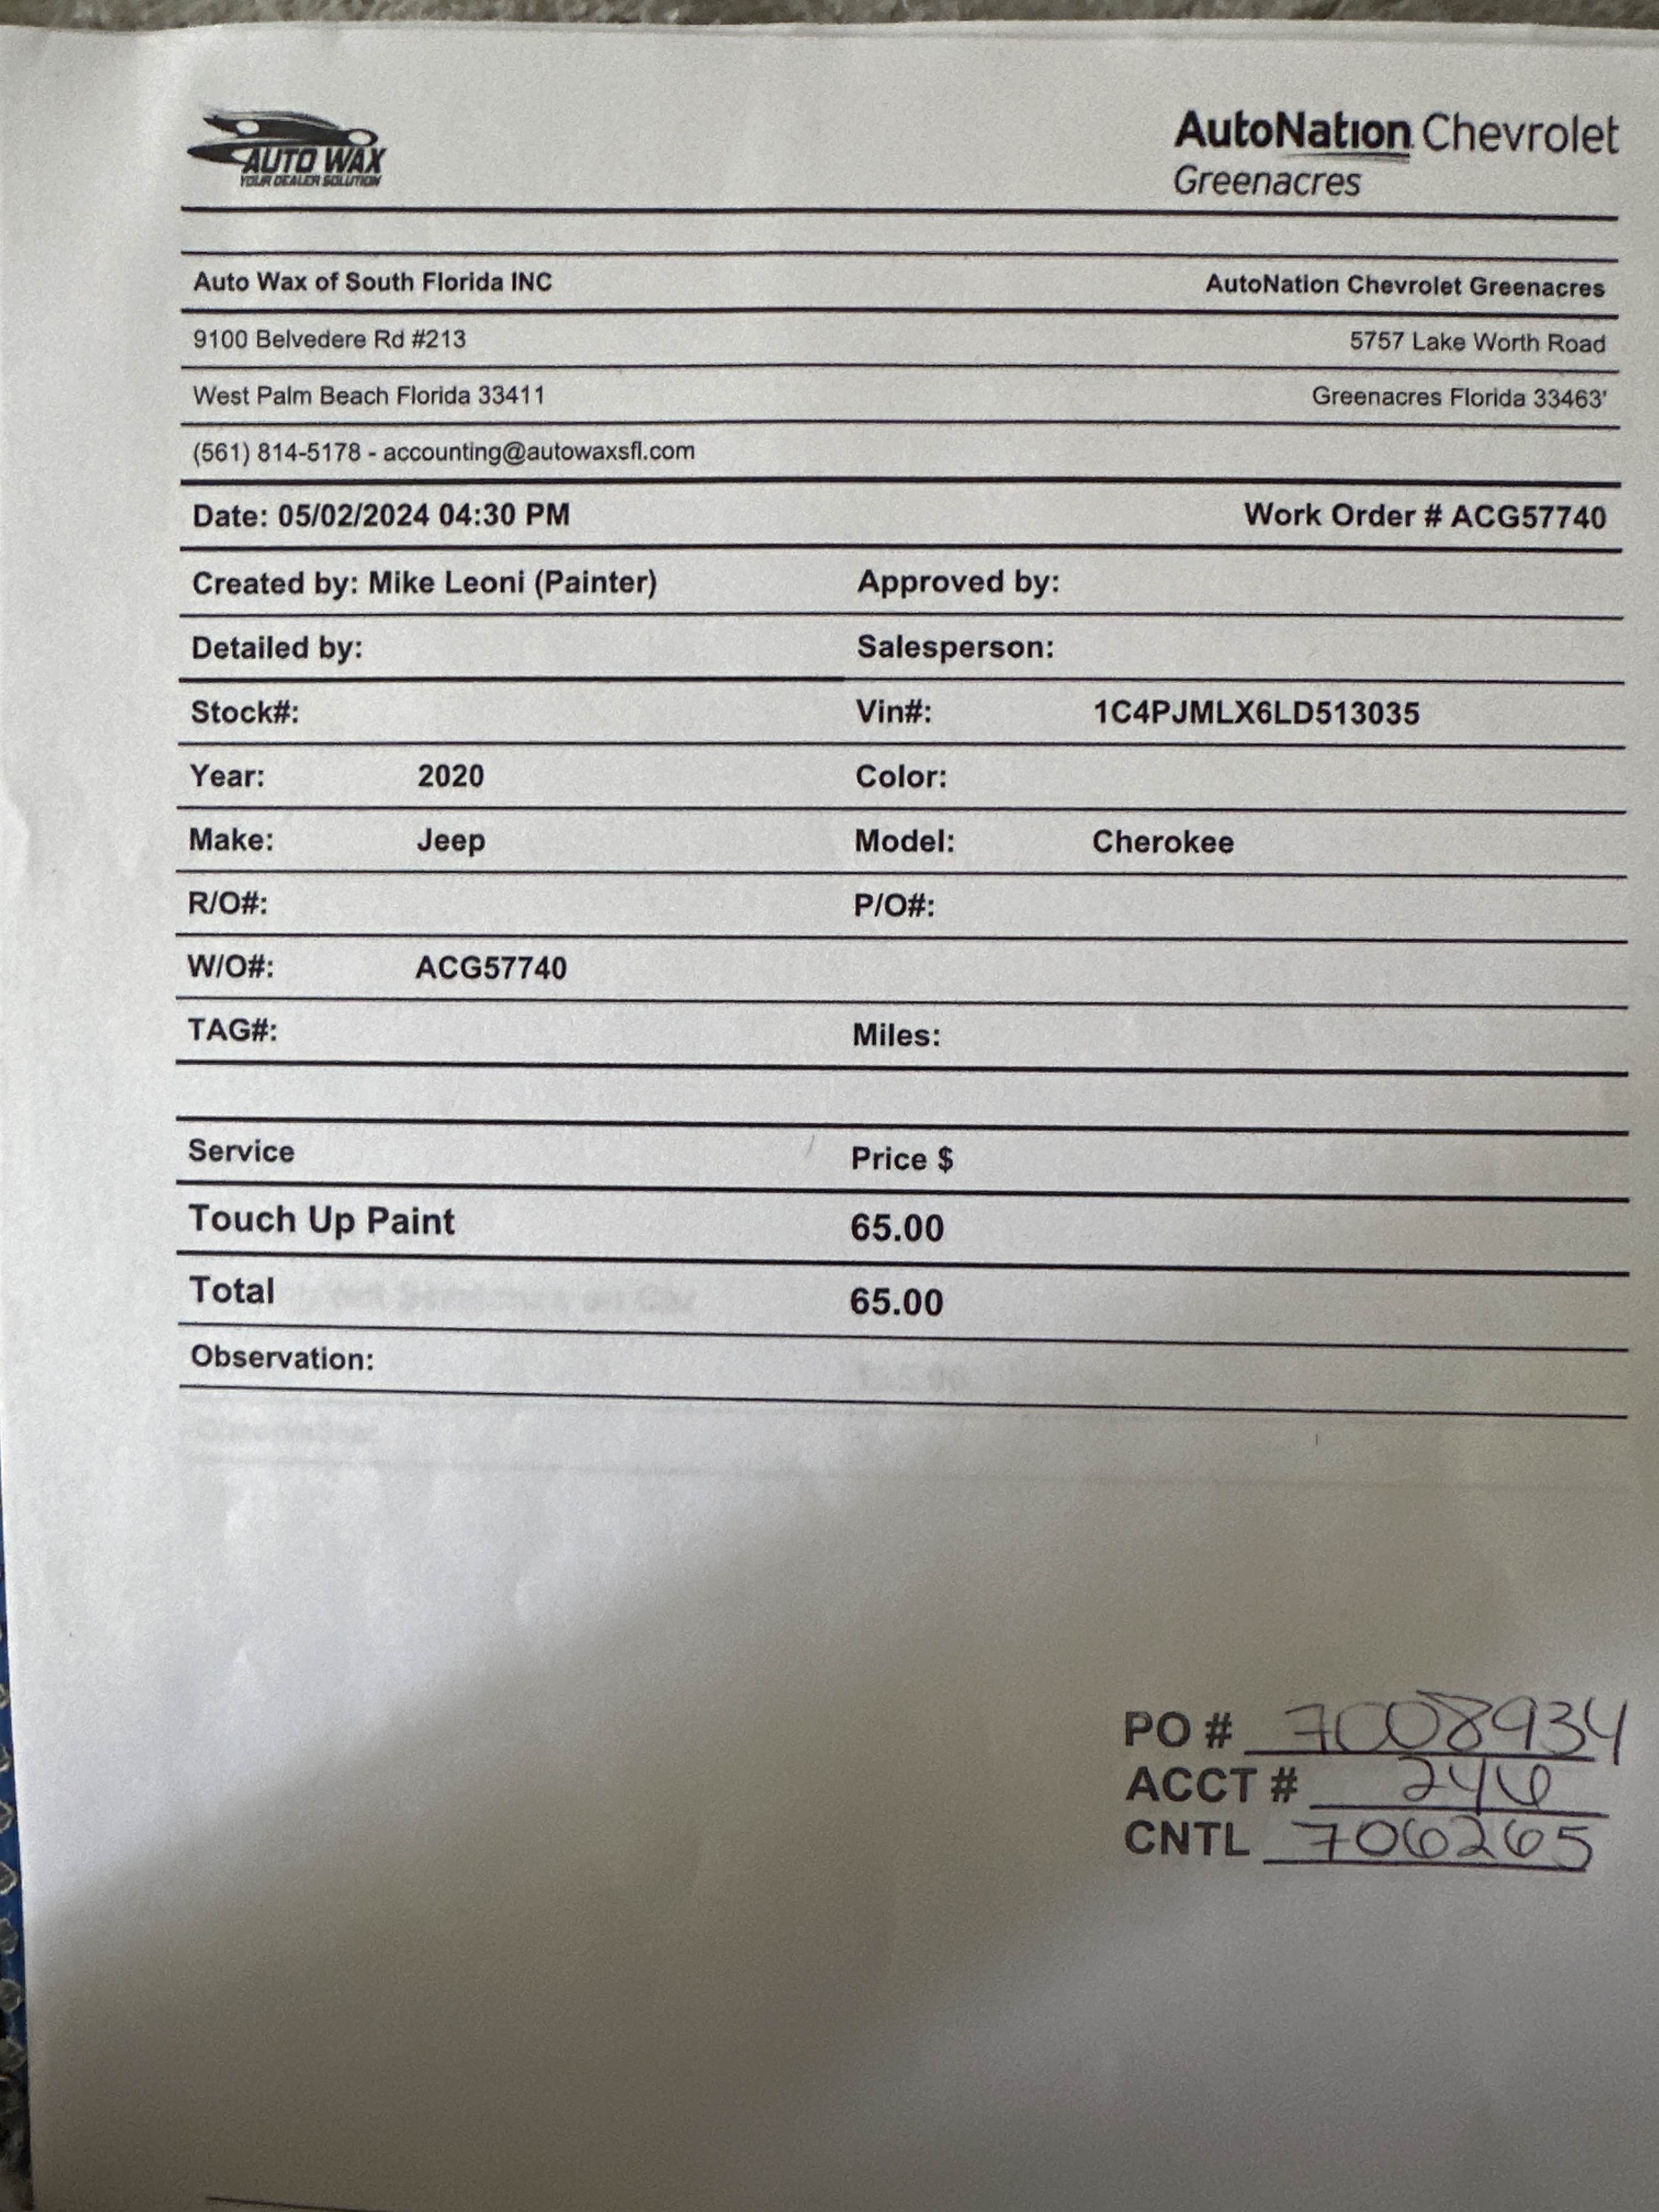 AUTO WAX
YOUR DEALER SOLUTION
AutoNation Chevrolet
Greenacres
Auto Wax of South Florida INC AutoNation Chevrolet Greenacres
9100 Belvedere Rd #213 5757 Lake Worth Road
West Palm Beach Florida 33411 Greenacres Florida 33463'
(561) 814-5178 - accounting@autowaxsfl.com
Date: 05/02/2024 04:30 PM Work Order # ACG57740
Created by: Mike Leoni (Painter) Approved by:
Detailed by: Salesperson:
Stock#: Vin#: 1C4PJMLX6LD513035
Year: 2020 Color:
Make: Jeep Model: Cherokee
R/O#: P/O#:
W/O#: ACG57740
TAG#: Miles:
Service Price $
Touch Up Paint 65.00
Total 65.00
Observation:
PO # 7008934
ACCT # 246
CNTL 706265